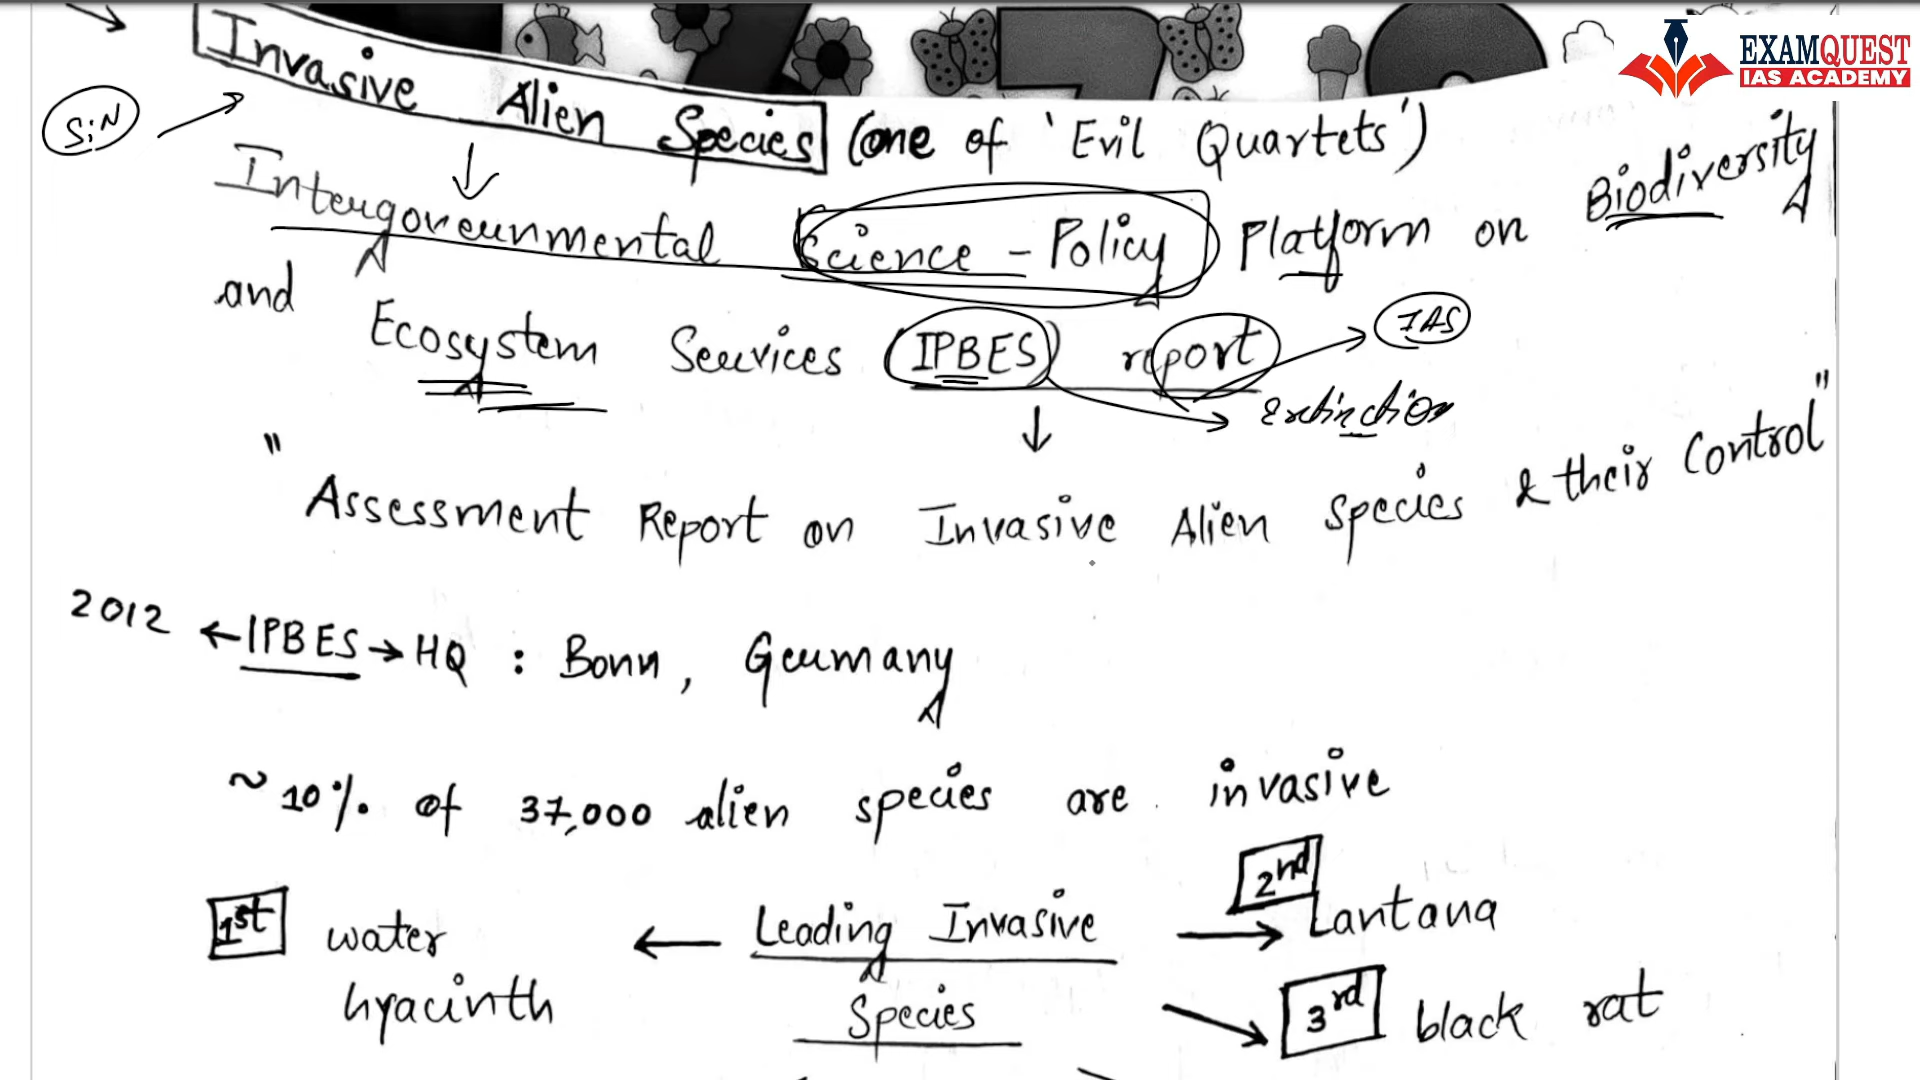 EXAMQUEST
IAS ACADEMY
Invasive Alien Species (one of 'Evil Quartets')
SiN
Intergovernmental Science - Policy Platform on Biodiversity
and Ecosystem Services (IPBES) report
IAS
Extinction
"Assessment Report on Invasive Alien Species & their Control"
2012 ← IPBES → HQ : Bonn, Germany
~ 10% of 37,000 alien species are invasive
1st water hyacinth ← Leading Invasive Species → 2nd Lantana
3rd black rat